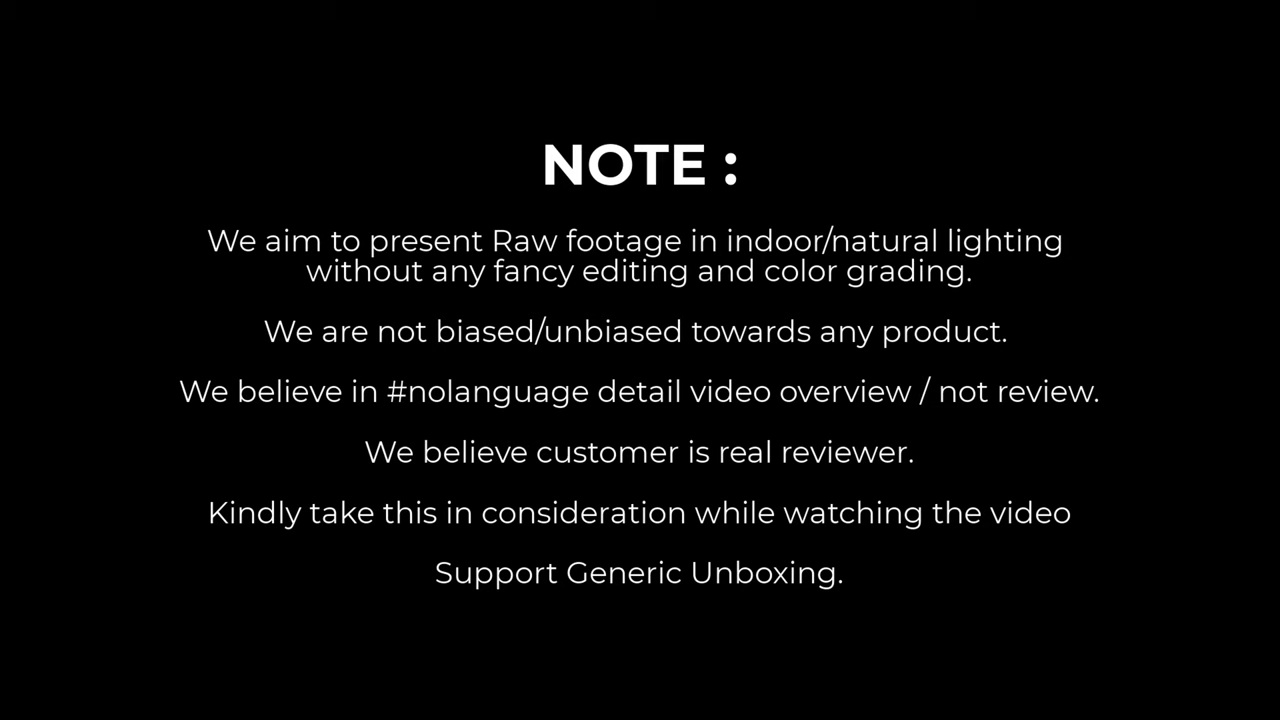 NOTE :
We aim to present Raw footage in indoor/natural lighting
without any fancy editing and color grading.
We are not biased/unbiased towards any product.
We believe in #nolanguage detail video overview / not review.
We believe customer is real reviewer.
Kindly take this in consideration while watching the video
Support Generic Unboxing.